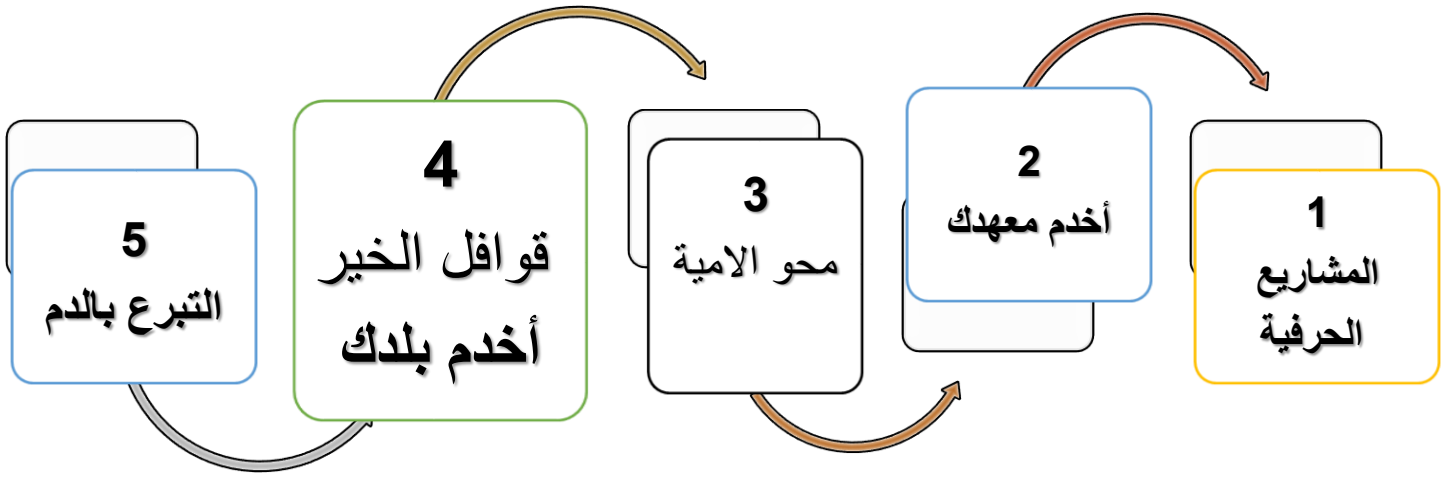 1
المشاريع
الحرفية
2
أخدم معهدك
3
محو الامية
4
قوافل الخير
أخدم بلدك
5
التبرع بالدم